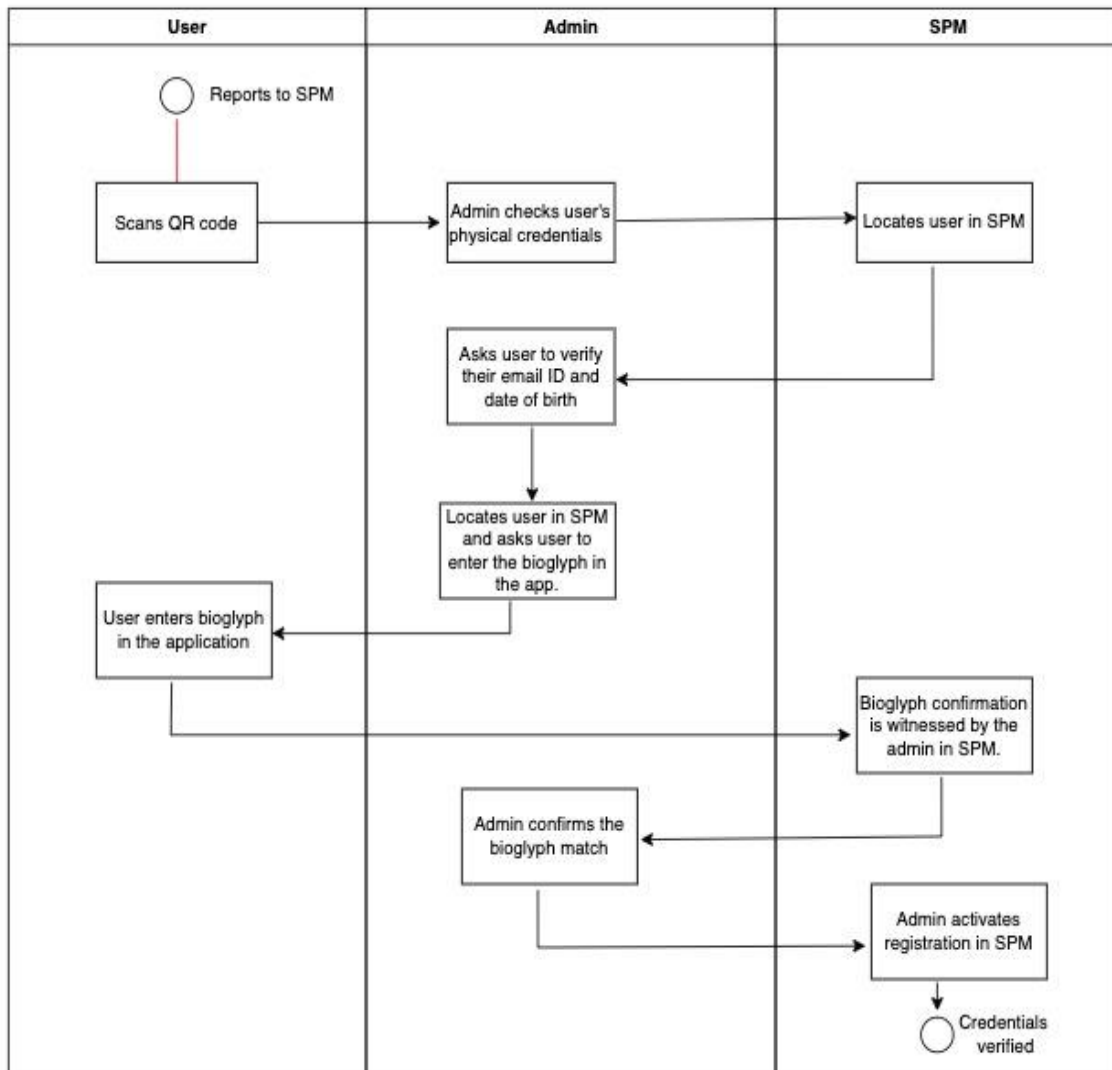 User
Admin
SPM
Reports to SPM
Scans QR code
Admin checks user's
physical credentials
Locates user in SPM
Asks user to verify
their email ID and
date of birth
Locates user in SPM
and asks user to
enter the bioglyph in
the app.
User enters bioglyph
in the application
Bioglyph confirmation
is witnessed by the
admin in SPM.
Admin confirms the
bioglyph match
Admin activates
registration in SPM
Credentials
verified